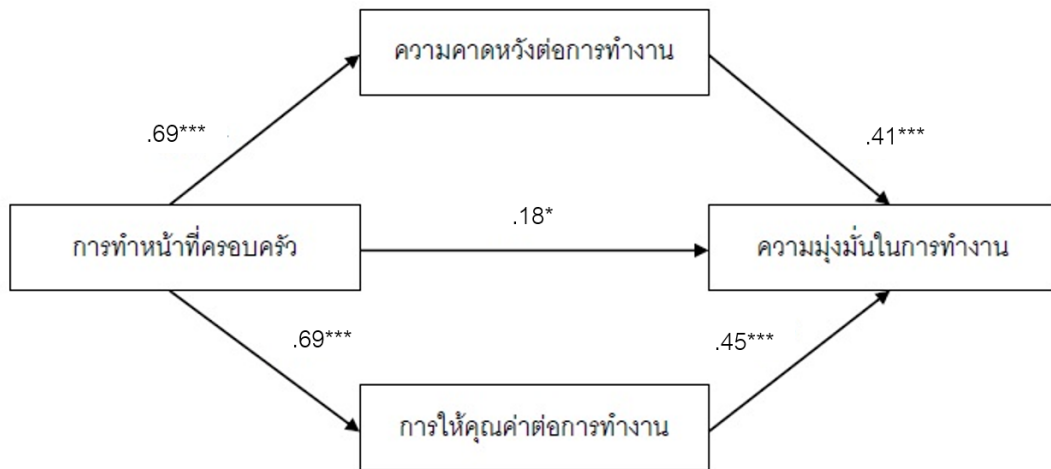 ความคาดหวังต่อการทำงาน
.69***
.41***
.18*
การทำหน้าที่ครอบครัว
ความมุ่งมั่นในการทำงาน
.69***
.45***
การให้คุณค่าต่อการทำงาน